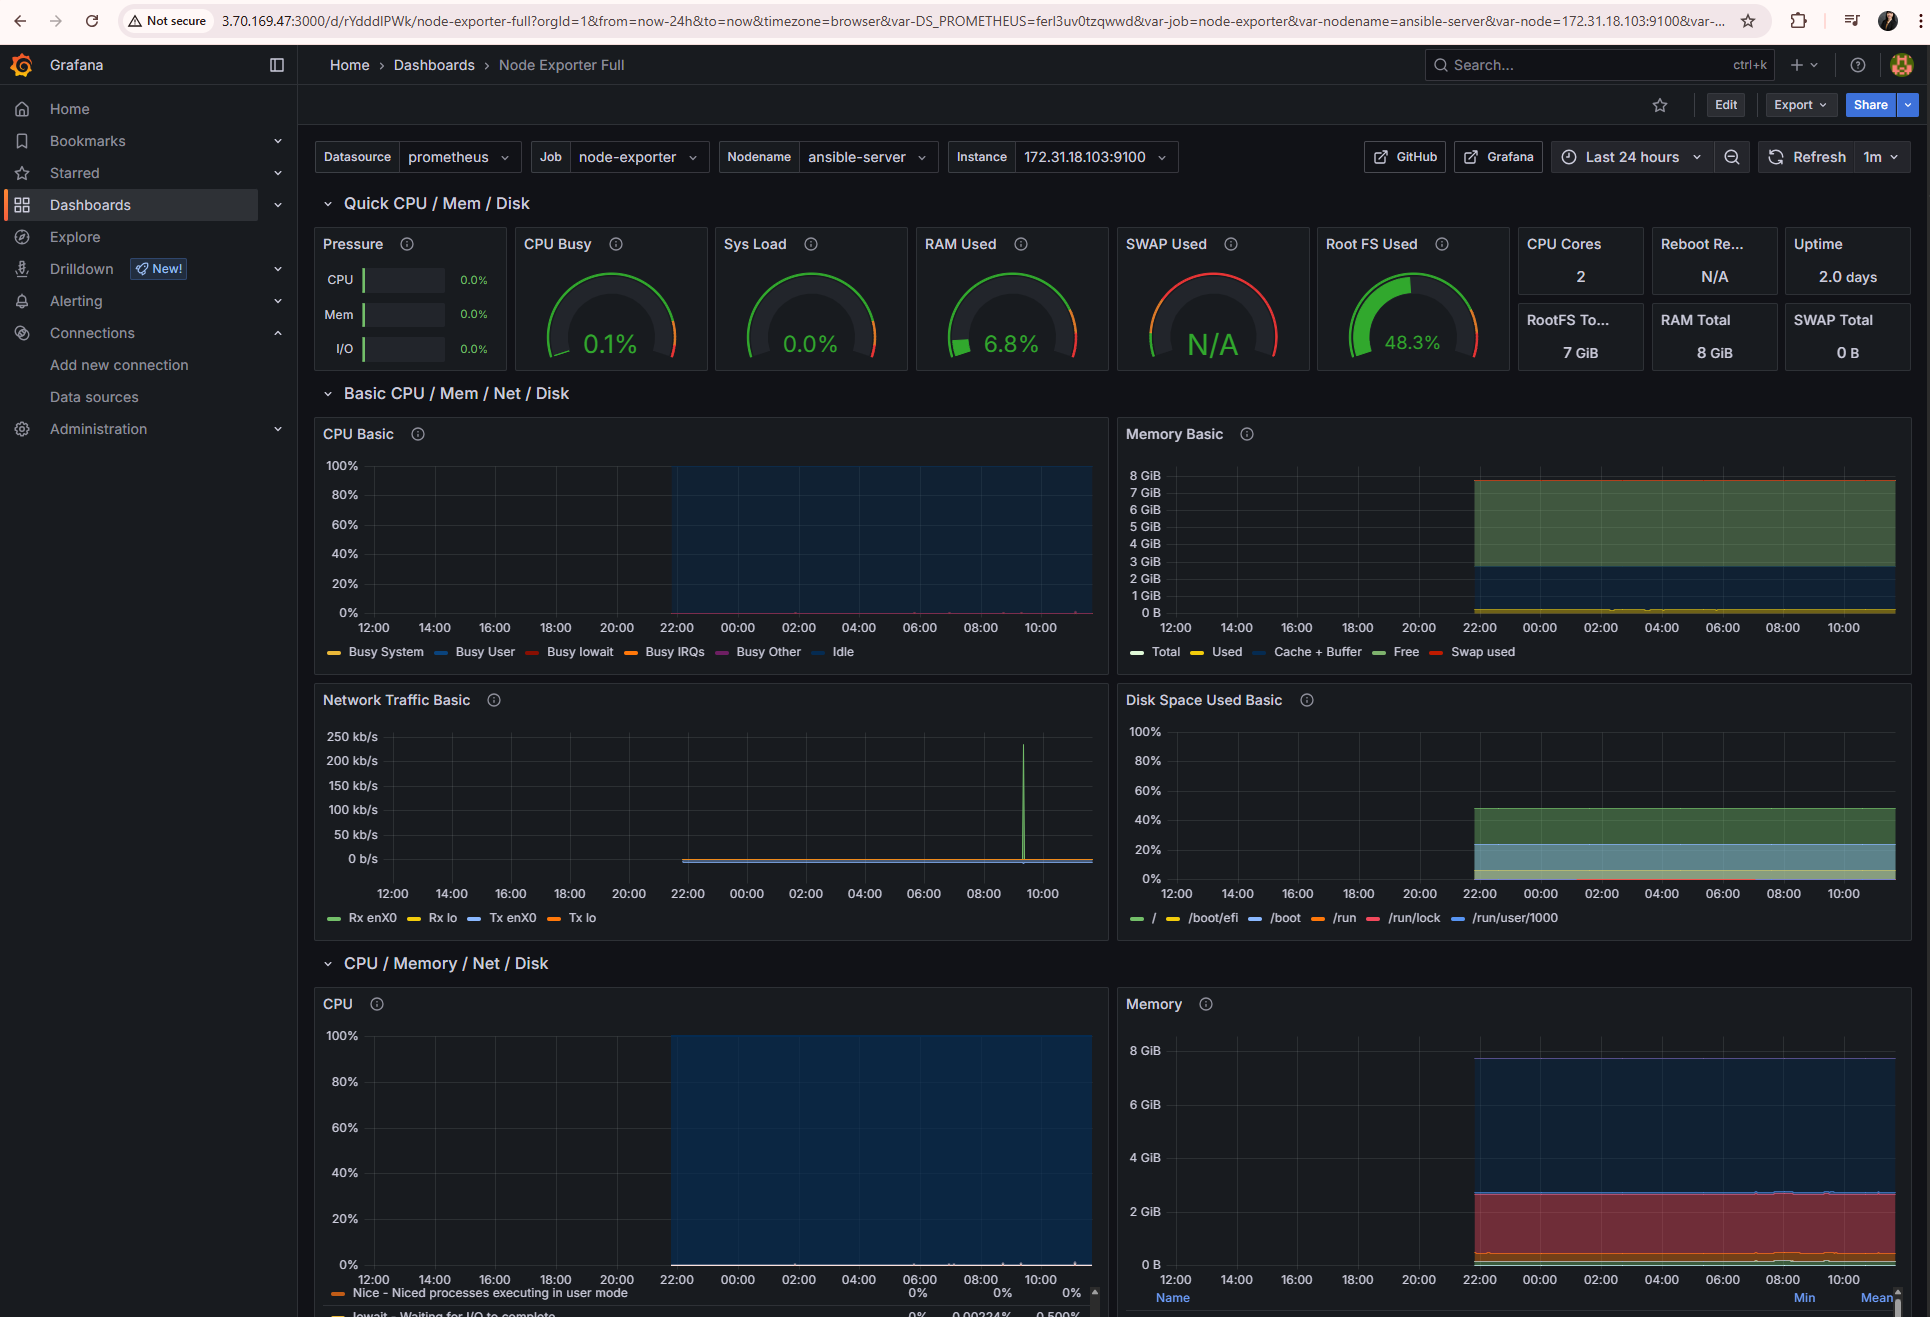 Not secure 3.70.169.47:3000/d/rYdddlPWk/node-exporter-full?orgId=1&from=now-24h&to=now&timezone=browser&var-DS_PROMETHEUS=ferl3uv0tzqwwd&var-job=node-exporter&var-nodename=ansible-server&var-node=172.31.18.103:9100&var-...
Grafana
Home › Dashboards › Node Exporter Full
Search... ctrl+k
Edit Export Share
Home
Bookmarks
Starred
Dashboards
Explore
Drilldown New!
Alerting
Connections
Add new connection
Data sources
Administration
Datasource prometheus Job node-exporter Nodename ansible-server Instance 172.31.18.103:9100 GitHub Grafana Last 24 hours Refresh 1m
Quick CPU / Mem / Disk
Pressure
CPU 0.0%
Mem 0.0%
I/O 0.0%
CPU Busy
0.1%
Sys Load
0.0%
RAM Used
6.8%
SWAP Used
N/A
Root FS Used
48.3%
CPU Cores
2
Reboot Re...
N/A
Uptime
2.0 days
RootFS To...
7 GiB
RAM Total
8 GiB
SWAP Total
0 B
Basic CPU / Mem / Net / Disk
CPU Basic
100%
80%
60%
40%
20%
0%
12:00 14:00 16:00 18:00 20:00 22:00 00:00 02:00 04:00 06:00 08:00 10:00
Busy System Busy User Busy Iowait Busy IRQs Busy Other Idle
Memory Basic
8 GiB
7 GiB
6 GiB
5 GiB
4 GiB
3 GiB
2 GiB
1 GiB
0 B
12:00 14:00 16:00 18:00 20:00 22:00 00:00 02:00 04:00 06:00 08:00 10:00
Total Used Cache + Buffer Free Swap used
Network Traffic Basic
250 kb/s
200 kb/s
150 kb/s
100 kb/s
50 kb/s
0 b/s
12:00 14:00 16:00 18:00 20:00 22:00 00:00 02:00 04:00 06:00 08:00 10:00
Rx enX0 Rx lo Tx enX0 Tx lo
Disk Space Used Basic
100%
80%
60%
40%
20%
0%
12:00 14:00 16:00 18:00 20:00 22:00 00:00 02:00 04:00 06:00 08:00 10:00
/ /boot/efi /boot /run /run/lock /run/user/1000
CPU / Memory / Net / Disk
CPU
100%
80%
60%
40%
20%
0%
12:00 14:00 16:00 18:00 20:00 22:00 00:00 02:00 04:00 06:00 08:00 10:00
Nice - Niced processes executing in user mode 0% 0% 0%
Iowait - Waiting for I/O to complete 0% 0.00224% 0.500%
Memory
8 GiB
6 GiB
4 GiB
2 GiB
0 B
12:00 14:00 16:00 18:00 20:00 22:00 00:00 02:00 04:00 06:00 08:00 10:00
Name Min Mean